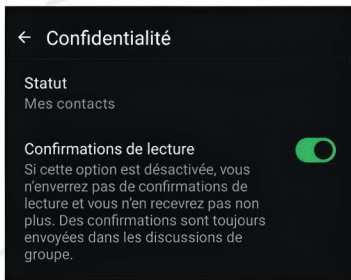 ← Confidentialité
Statut
Mes contacts
Confirmations de lecture
Si cette option est désactivée, vous
n'enverrez pas de confirmations de
lecture et vous n'en recevrez pas non
plus. Des confirmations sont toujours
envoyées dans les discussions de
groupe.